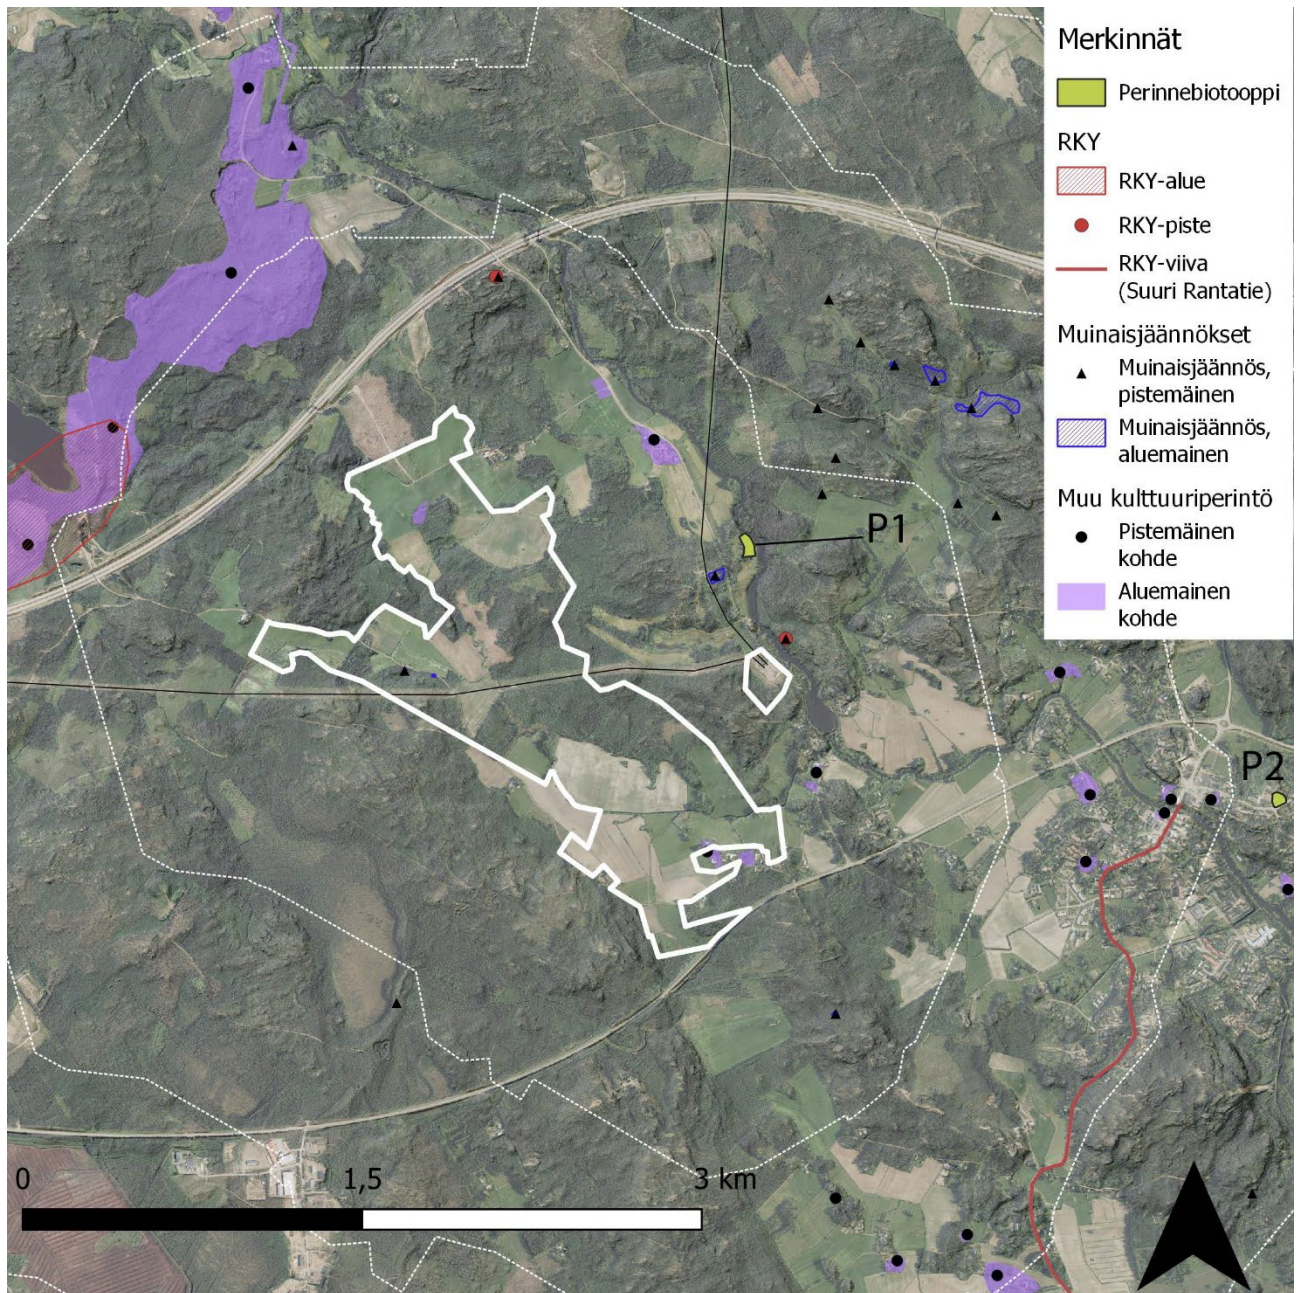 Merkinnät
Perinnebiotooppi
RKY
RKY-alue
RKY-piste
RKY-viiva
(Suuri Rantatie)
Muinaisjäännökset
Muinaisjäännös,
pistemäinen
Muinaisjäännös,
aluemainen
Muu kulttuuriperintö
Pistemäinen
kohde
Aluemainen
kohde
P1
P2
0 1,5 3 km